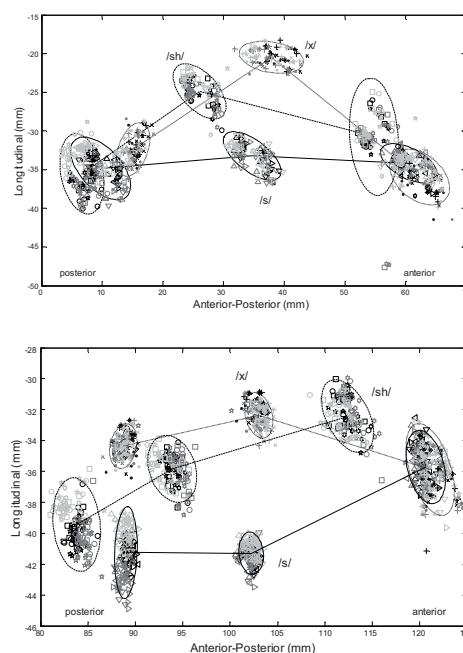 -15
/x/
-20
/sh/
-25
-30
-35
-40
/s/
-45
-50
posterior
anterior
0 10 20 30 40 50 60
Longitudinal (mm)
Anterior-Posterior (mm)
-28
-30
/x/
/sh/
-32
-34
-36
-38
-40
-42
/s/
-44
-46
posterior
anterior
80 85 90 95 100 105 110 115 120
Longitudinal (mm)
Anterior-Posterior (mm)